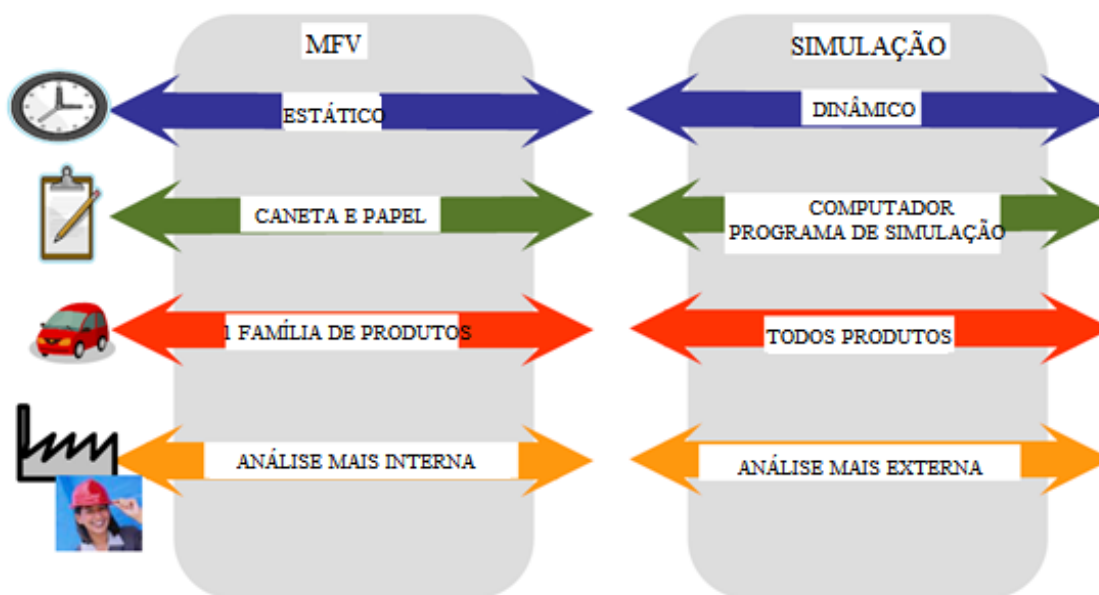 MFV
SIMULAÇÃO
ESTÁTICO
DINÂMICO
CANETA E PAPEL
COMPUTADOR
PROGRAMA DE SIMULAÇÃO
1 FAMÍLIA DE PRODUTOS
TODOS PRODUTOS
ANÁLISE MAIS INTERNA
ANÁLISE MAIS EXTERNA